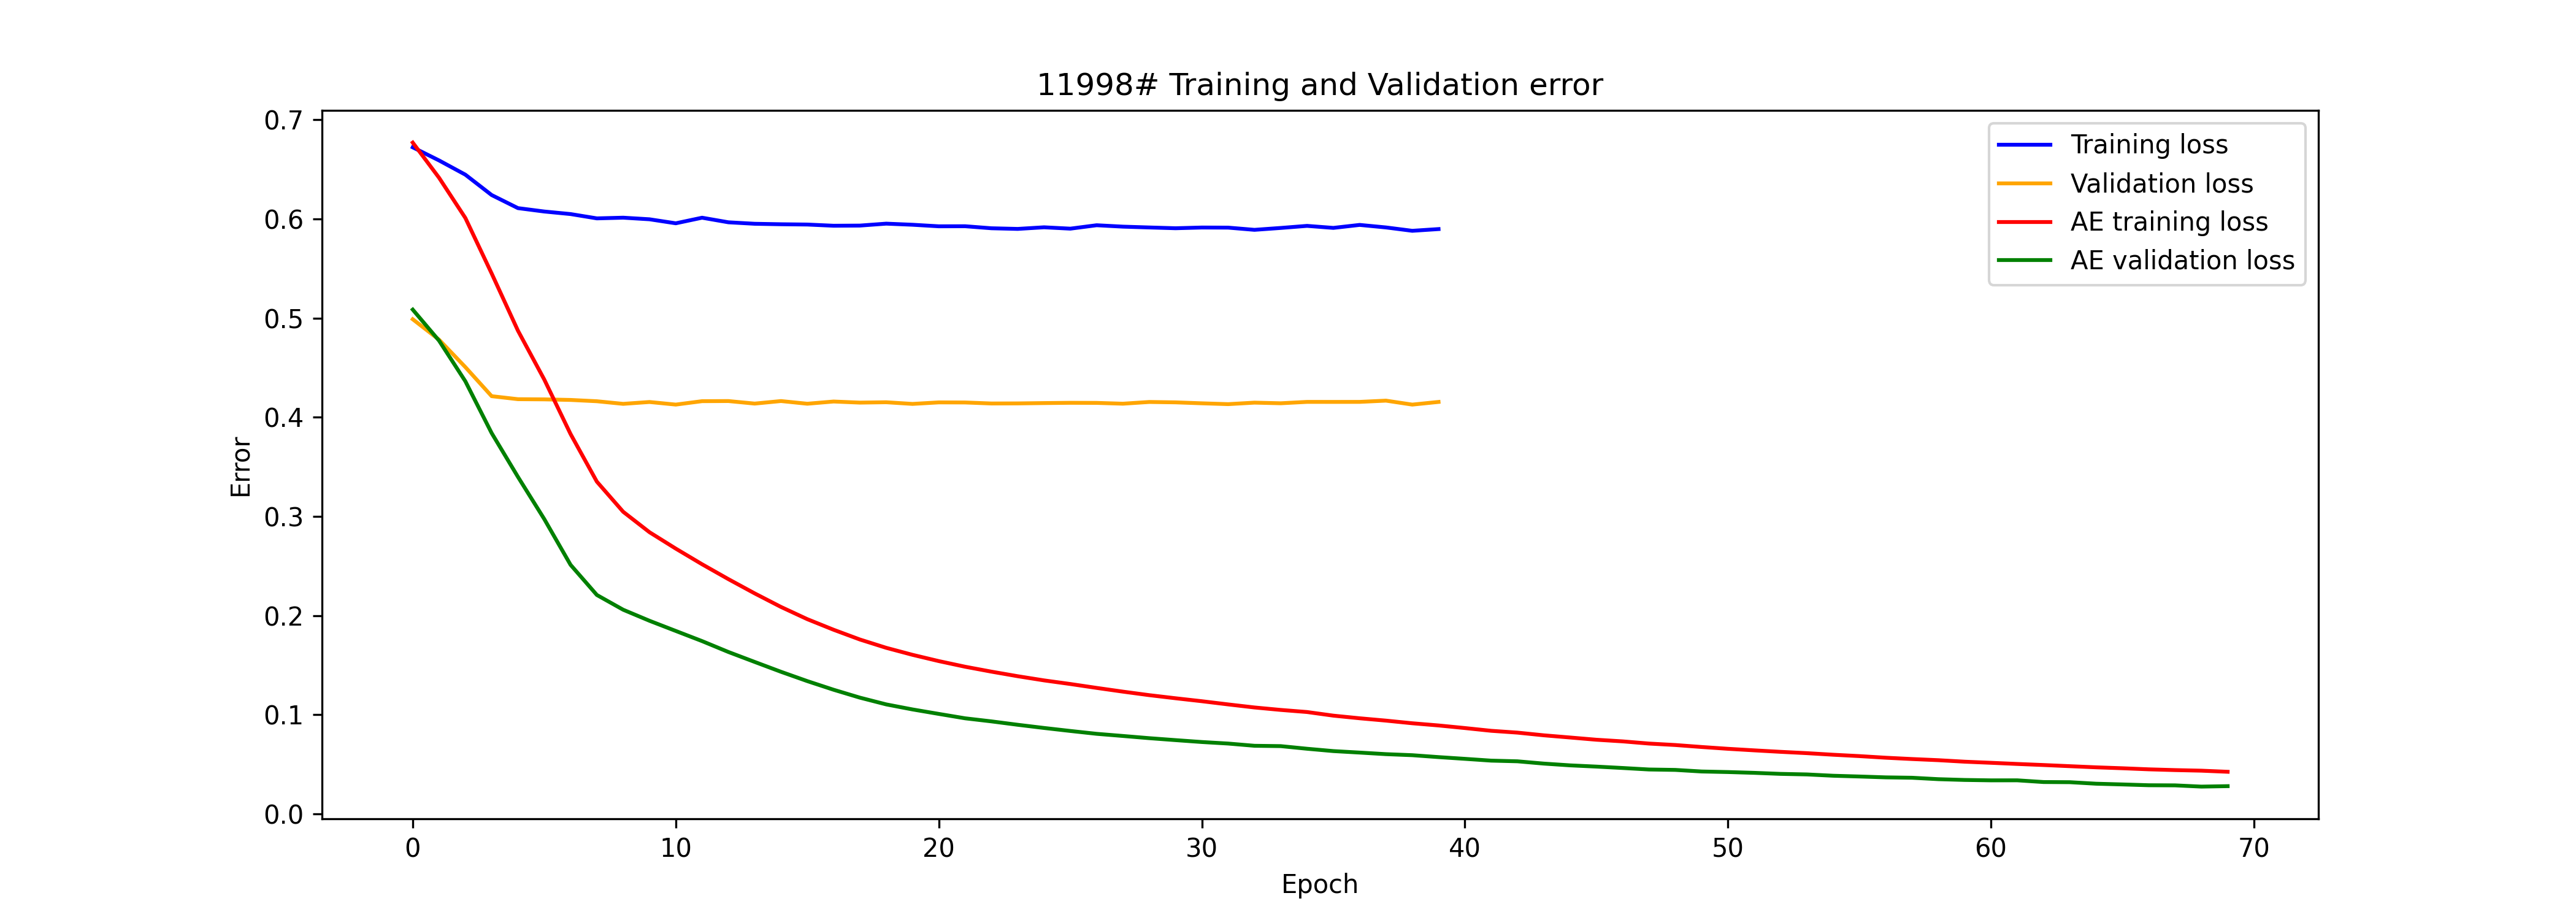 11998# Training and Validation error
Training loss
Validation loss
AE training loss
AE validation loss
0.7
0.6
0.5
0.4
0.3
0.2
0.1
0.0
Error
0 10 20 30 40 50 60 70
Epoch